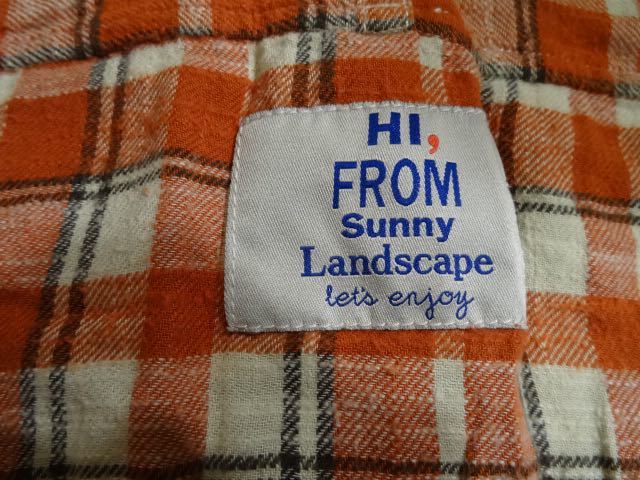 HI,
FROM
Sunny
Landscape
let's enjoy